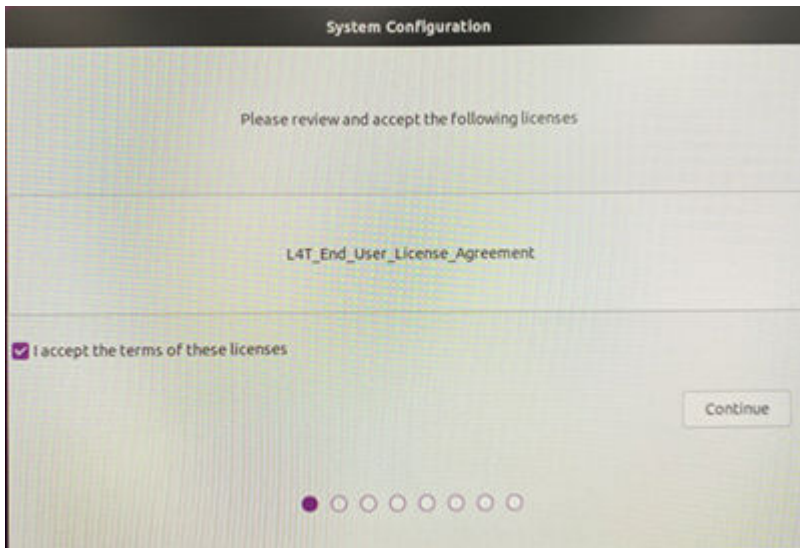 System Configuration
Please review and accept the following licenses
L4T_End_User_License_Agreement
I accept the terms of these licenses
Continue